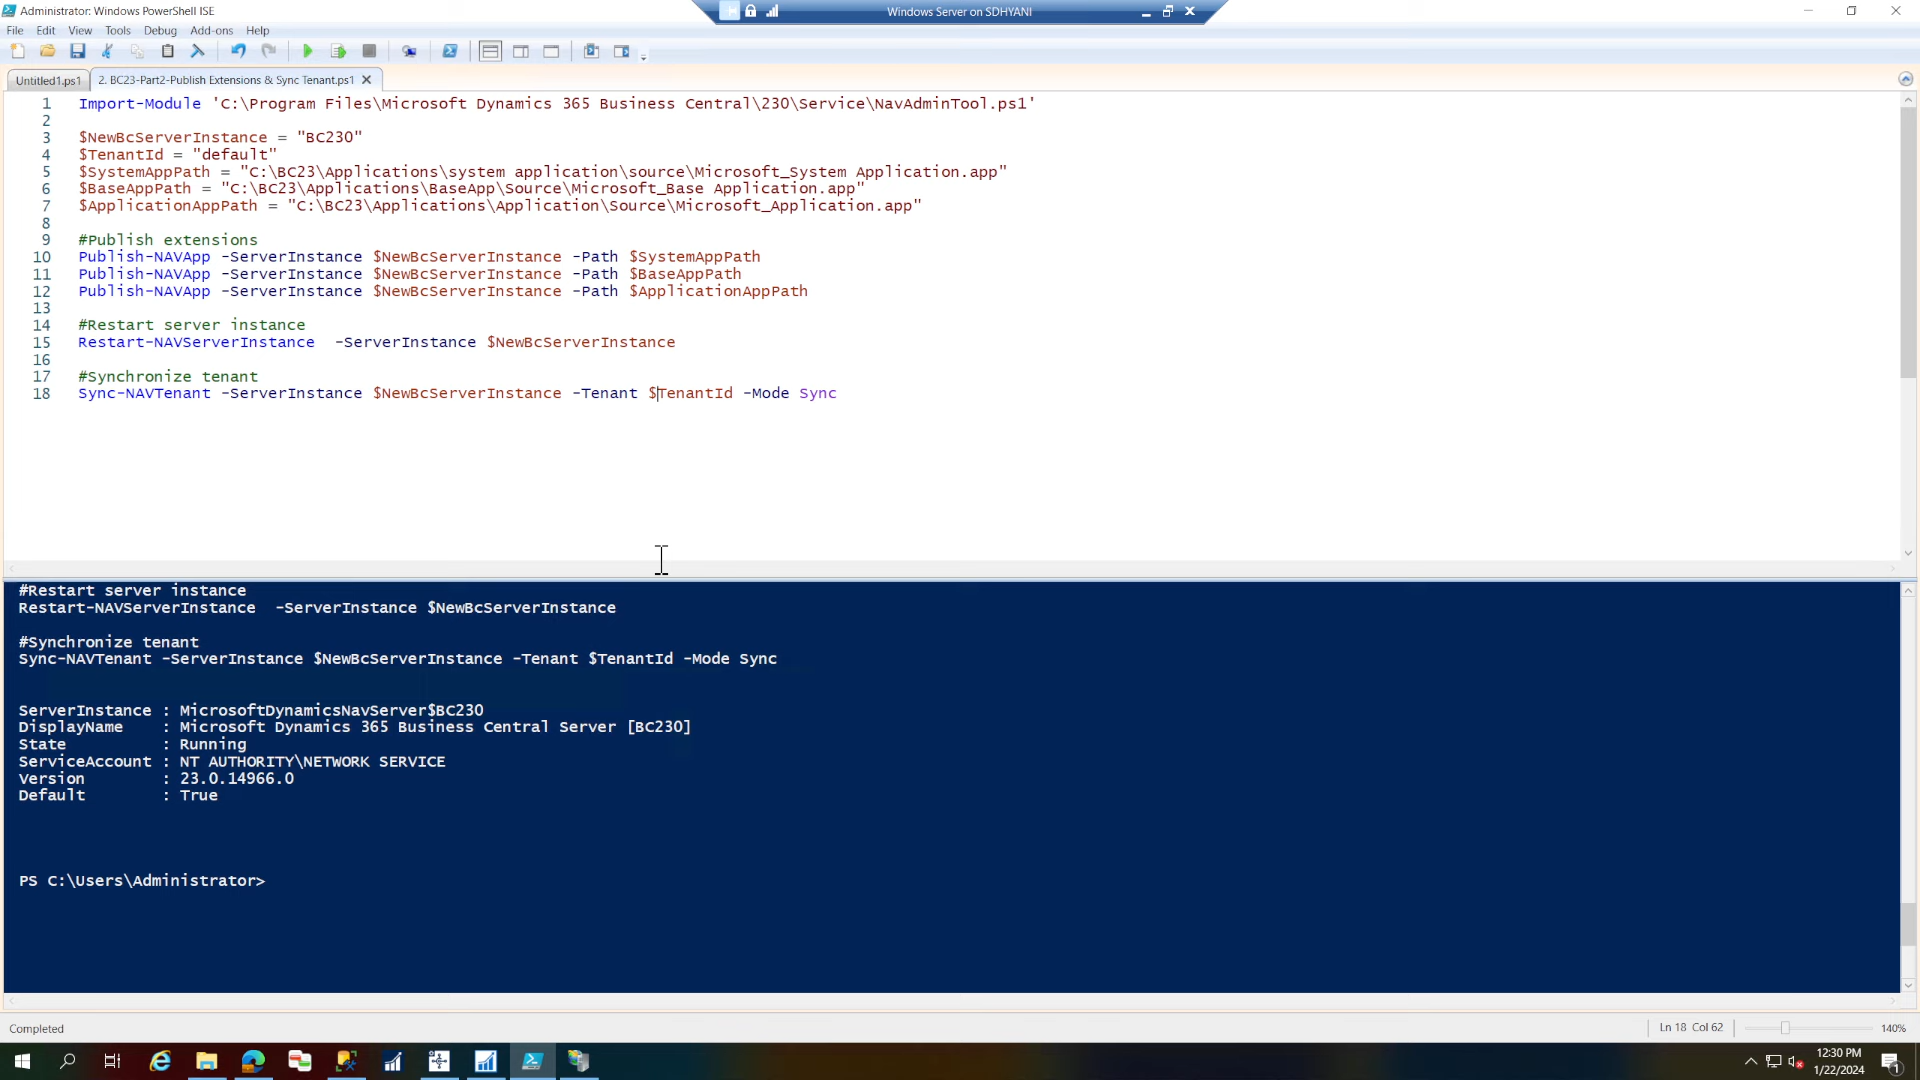 Administrator: Windows PowerShell ISE
Windows Server on SDHYANI
File Edit View Tools Debug Add-ons Help
Untitled1.ps1 2. BC23-Part2-Publish Extensions & Sync Tenant.ps1
1 Import-Module 'C:\Program Files\Microsoft Dynamics 365 Business Central\230\Service\NavAdminTool.ps1'
2
3 $NewBcServerInstance = "BC230"
4 $TenantId = "default"
5 $SystemAppPath = "C:\BC23\Applications\system application\source\Microsoft_System Application.app"
6 $BaseAppPath = "C:\BC23\Applications\BaseApp\Source\Microsoft_Base Application.app"
7 $ApplicationAppPath = "C:\BC23\Applications\Application\Source\Microsoft_Application.app"
8
9 #Publish extensions
10 Publish-NAVApp -ServerInstance $NewBcServerInstance -Path $SystemAppPath
11 Publish-NAVApp -ServerInstance $NewBcServerInstance -Path $BaseAppPath
12 Publish-NAVApp -ServerInstance $NewBcServerInstance -Path $ApplicationAppPath
13
14 #Restart server instance
15 Restart-NAVServerInstance  -ServerInstance $NewBcServerInstance
16
17 #Synchronize tenant
18 Sync-NAVTenant -ServerInstance $NewBcServerInstance -Tenant $TenantId -Mode Sync
#Restart server instance
Restart-NAVServerInstance  -ServerInstance $NewBcServerInstance
#Synchronize tenant
Sync-NAVTenant -ServerInstance $NewBcServerInstance -Tenant $TenantId -Mode Sync
ServerInstance : MicrosoftDynamicsNavServer$BC230
DisplayName : Microsoft Dynamics 365 Business Central Server [BC230]
State : Running
ServiceAccount : NT AUTHORITY\NETWORK SERVICE
Version : 23.0.14966.0
Default : True
PS C:\Users\Administrator>
Completed
Ln 18 Col 62
140%
12:30 PM
1/22/2024
1